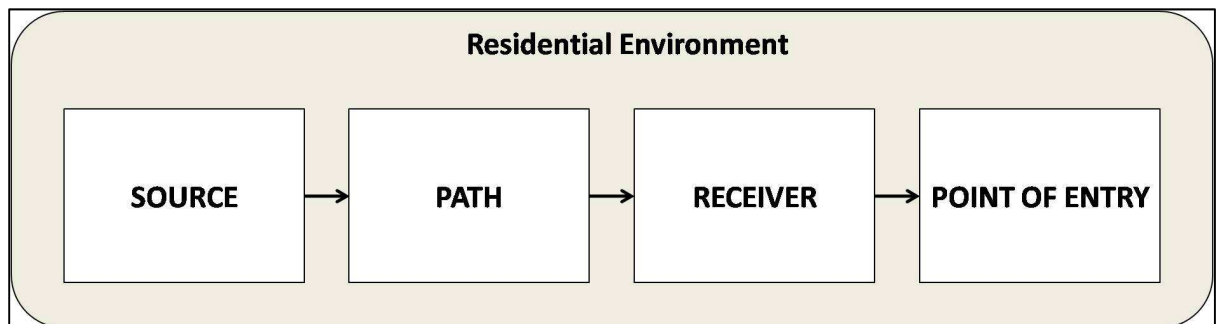 Residential Environment
SOURCE
PATH
RECEIVER
POINT OF ENTRY